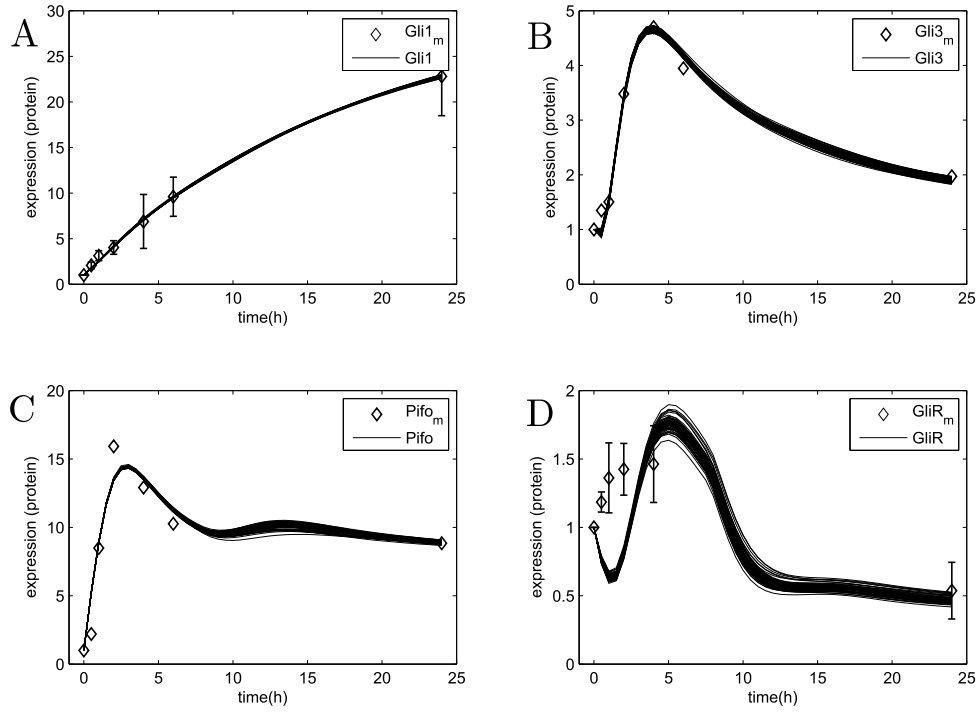 A
Gli1m
Gli1
expression (protein)
30
25
20
15
10
5
0
0 5 10 15 20 25
time(h)
B
Gli3m
Gli3
expression (protein)
5
4
3
2
1
0
0 5 10 15 20 25
time(h)
C
Pifom
Pifo
expression (protein)
20
15
10
5
0
0 5 10 15 20 25
time(h)
D
GliRm
GliR
expression (protein)
2
1.5
1
0.5
0
0 5 10 15 20 25
time(h)